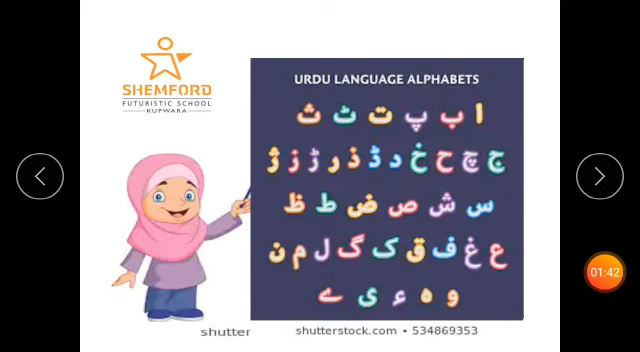 SHEMFORD
FUTURISTIC SCHOOL
KUPWARA
URDU LANGUAGE ALPHABETS
ا ب پ ت ٹ ث
ج چ ح خ د ڈ ذ ر ڑ ز ژ
س ش ص ض ط ظ
ع غ ف ق ک گ ل م ن
و ہ ء ی ے
shutter
shutterstock.com • 534869353
01:42